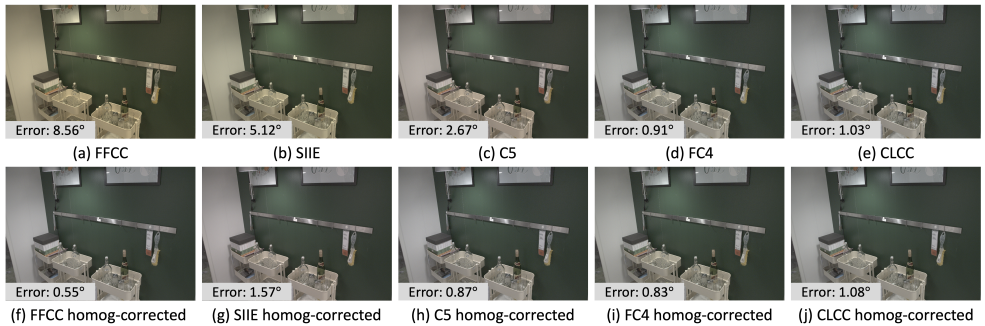 Error: 8.56° Error: 5.12° Error: 2.67° Error: 0.91° Error: 1.03°
(a) FFCC (b) SIIE (c) C5 (d) FC4 (e) CLCC
Error: 0.55° Error: 1.57° Error: 0.87° Error: 0.83° Error: 1.08°
(f) FFCC homog-corrected (g) SIIE homog-corrected (h) C5 homog-corrected (i) FC4 homog-corrected (j) CLCC homog-corrected